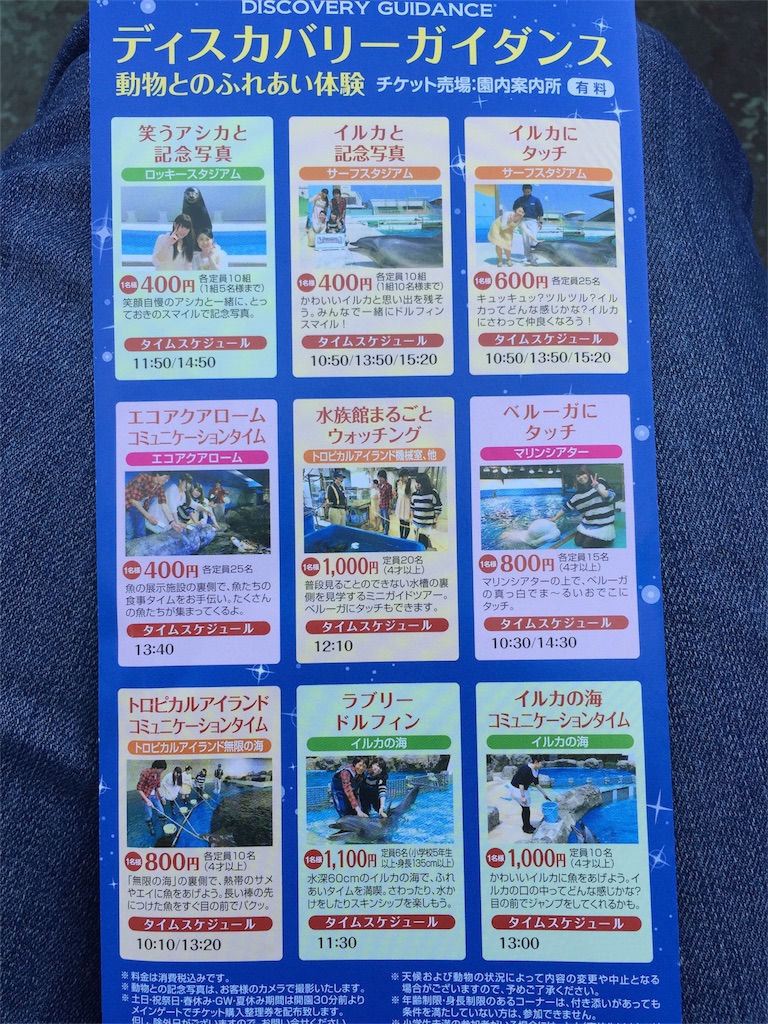 DISCOVERY GUIDANCE
ディスカバリーガイダンス
動物とのふれあい体験 チケット売場:園内案内所 有料
笑うアシカと
記念写真
ロッキースタジアム
1名様 400円 各定員10組
(1組5名様まで)
笑顔自慢のアシカと一緒に、とっ
ておきのスマイルで記念写真。
タイムスケジュール
11:50/14:50
イルカと
記念写真
サーフスタジアム
1名様 400円 各定員10組
(1組10名様まで)
かわいいイルカと思い出を残そ
う。みんなで一緒にドルフィン
スマイル!
タイムスケジュール
10:50/13:50/15:20
イルカに
タッチ
サーフスタジアム
1名様 600円 各定員25名
キュッキュッ?ツルツル?イル
カってどんな感じかな?イルカ
にさわって仲良くなろう!
タイムスケジュール
10:50/13:50/15:20
エコアクアローム
コミュニケーションタイム
エコアクアローム
1名様 400円 各定員25名
魚の展示施設の裏側で、魚たちの
食事タイムをお手伝い。たくさん
の魚たちが集まってくるよ。
タイムスケジュール
13:40
水族館まるごと
ウォッチング
トロピカルアイランド機械室、他
1名様 1,000円 定員20名
(4才以上)
普段見ることのできない水槽の裏
側を見学するミニガイドツアー。
ベルーガにタッチもできます。
タイムスケジュール
12:10
ベルーガに
タッチ
マリンシアター
1名様 800円 各定員15名
(4才以上)
マリンシアターの上で、ベルーガ
の真っ白でま〜るいおでこに
タッチ。
タイムスケジュール
10:30/14:30
トロピカルアイランド
コミュニケーションタイム
トロピカルアイランド無限の海
1名様 800円 各定員10名
(4才以上)
「無限の海」の裏側で、熱帯のサメ
やエイに魚をあげよう。長い棒の先
につけた魚をすぐ目の前でパクッ。
タイムスケジュール
10:10/13:20
ラブリー
ドルフィン
イルカの海
1名様 1,100円 定員6名(小学校5年生
以上・身長135cm以上)
水深60cmのイルカの海で、ふれ
あいタイムを満喫。さわったり、水か
けをしたりスキンシップを楽しもう。
タイムスケジュール
11:30
イルカの海
コミュニケーションタイム
イルカの海
1名様 1,000円 定員10名
(4才以上)
かわいいイルカに魚をあげよう。イ
ルカの口の中ってどんな感じかな?
目の前でジャンプをしてくれるかも。
タイムスケジュール
13:00
※料金は消費税込みです。
※動物との記念写真は、お客様のカメラで撮影いたします。
※土日・祝祭日・春休み・GW・夏休み期間は開園30分前より
メインゲートでチケット購入整理券を配布致します。
但し、除外日がございますので、お問い合せください。
※天候および動物の状況によって内容の変更や中止となる
場合がございますので、予めご了承ください。
※年齢制限・身長制限のあるコーナーは、付き添いがあっても
条件を満たしていない方は、参加できません。